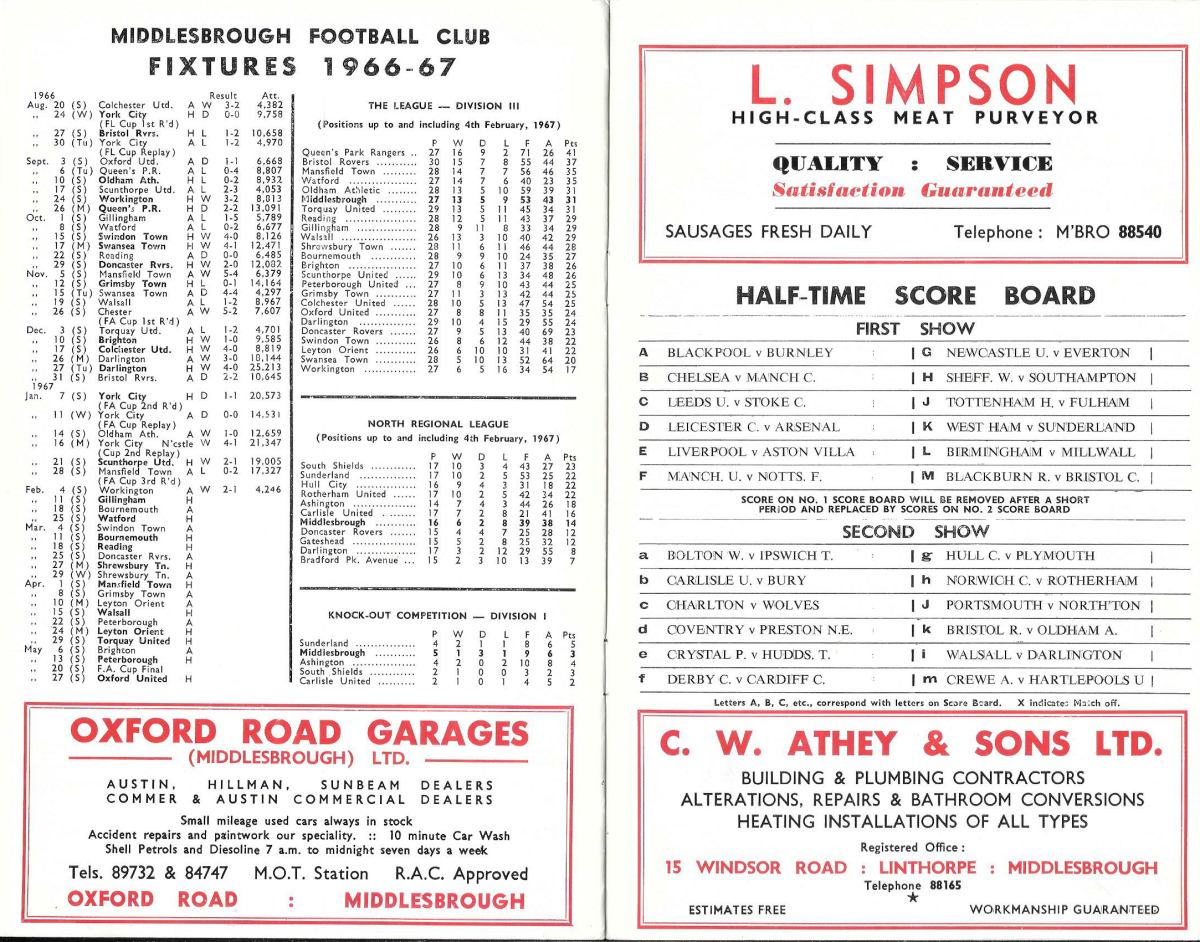 MIDDLESBROUGH FOOTBALL CLUB
FIXTURES 1966-67
1966 Result Att.
Aug. 20 (S) Colchester Utd. A W 3-2 4,382
,, 24 (W) York City H D 0-0 9,758
(FL Cup 1st R'd)
,, 27 (S) Bristol Rvrs. H L 1-2 10,658
,, 30 (Tu) York City A L 1-2 4,970
(FL Cup Replay)
Sept. 3 (S) Oxford Utd. A D 1-1 6,668
,, 6 (Tu) Queen's P.R. A L 0-4 8,807
,, 10 (S) Oldham Ath. H L 0-2 8,932
,, 17 (S) Scunthorpe Utd. A L 2-3 4,053
,, 24 (S) Workington H W 3-2 8,813
,, 26 (M) Queen's P.R. H D 2-2 13,091
Oct. 1 (S) Gillingham A L 1-5 5,789
,, 8 (S) Watford A L 0-2 6,677
,, 15 (S) Swindon Town H W 4-0 8,126
,, 17 (M) Swansea Town H W 4-1 12,471
,, 22 (S) Reading A D 0-0 6,485
,, 29 (S) Doncaster Rvrs. H W 2-0 12,082
Nov. 5 (S) Mansfield Town A W 5-4 6,379
,, 12 (S) Grimsby Town H L 0-1 14,164
,, 15 (Tu) Swansea Town A D 4-4 4,297
,, 19 (S) Walsall A L 1-2 8,967
,, 26 (S) Chester A W 5-2 7,607
(FA Cup 1st R'd)
Dec. 3 (S) Torquay Utd. A L 1-2 4,701
,, 10 (S) Brighton H W 1-0 9,585
,, 17 (S) Colchester Utd. H W 4-0 8,819
,, 26 (M) Darlington A W 3-0 10,144
,, 27 (Tu) Darlington H W 4-0 25,213
,, 31 (S) Bristol Rvrs. A D 2-2 10,645
1967
Jan. 7 (S) York City H D 1-1 20,573
(FA Cup 2nd R'd)
,, 11 (W) York City A D 0-0 14,531
(FA Cup Replay)
,, 14 (S) Oldham Ath. A W 1-0 12,659
,, 16 (M) York City N'cstle W 4-1 21,347
(Cup 2nd Replay)
,, 21 (S) Scunthorpe Utd. H W 2-1 19,005
,, 28 (S) Mansfield Town A L 0-2 17,327
(FA Cup 3rd R'd)
Feb. 4 (S) Workington A W 2-1 4,246
,, 11 (S) Gillingham H
,, 18 (S) Bournemouth A
,, 25 (S) Watford H
Mar. 4 (S) Swindon Town A
,, 11 (S) Bournemouth H
,, 18 (S) Reading H
,, 25 (S) Doncaster Rvrs. A
,, 27 (M) Shrewsbury Tn. H
,, 29 (W) Shrewsbury Tn. A
Apr. 1 (S) Mansfield Town H
,, 8 (S) Grimsby Town A
,, 10 (M) Leyton Orient A
,, 15 (S) Walsall H
,, 22 (S) Peterborough A
,, 24 (M) Leyton Orient H
,, 29 (S) Torquay United H
May 6 (S) Brighton A
,, 13 (S) Peterborough H
,, 20 (S) F.A. Cup Final
,, 27 (S) Oxford United H
THE LEAGUE — DIVISION III
(Positions up to and including 4th February, 1967)
P W D L F A Pts
Queen's Park Rangers .. 27 16 9 2 71 26 41
Bristol Rovers 30 15 7 8 55 44 37
Mansfield Town 28 14 7 7 56 46 35
Watford 27 14 7 6 40 23 35
Oldham Athletic 28 13 5 10 59 39 31
Middlesbrough 27 13 5 9 53 43 31
Torquay United 29 13 5 11 45 34 31
Reading 28 12 5 11 43 37 29
Gillingham 28 9 11 8 33 34 29
Walsall 26 13 3 10 40 42 29
Shrewsbury Town 28 11 6 11 46 44 28
Bournemouth 28 9 9 10 24 35 27
Brighton 27 10 6 11 37 38 26
Scunthorpe United 29 10 6 13 34 48 26
Peterborough United 27 8 9 10 43 44 25
Grimsby Town 27 11 3 13 42 44 25
Colchester United 28 10 5 13 47 54 25
Oxford United 27 8 8 11 35 35 24
Darlington 29 10 4 15 29 55 24
Doncaster Rovers 27 9 5 13 40 69 23
Swindon Town 26 8 6 12 44 38 22
Leyton Orient 26 6 10 10 31 41 22
Swansea Town 28 5 10 13 52 64 20
Workington 27 6 5 16 34 54 17
NORTH REGIONAL LEAGUE
(Positions up to and including 4th February, 1967)
P W D L F A Pts
South Shields 17 10 3 4 43 27 23
Sunderland 17 10 2 5 53 25 22
Hull City 16 9 4 3 31 18 22
Rotherham United 17 10 2 5 42 34 22
Ashington 14 7 4 3 44 26 18
Carlisle United 17 7 2 8 21 41 16
Middlesbrough 16 6 2 8 39 38 14
Doncaster Rovers 15 4 4 7 25 28 12
Gateshead 15 5 2 8 25 32 12
Darlington 17 3 2 12 29 55 8
Bradford Pk. Avenue ... 15 2 3 10 13 39 7
KNOCK-OUT COMPETITION — DIVISION I
P W D L F A Pts
Sunderland 4 2 1 1 8 6 5
Middlesbrough 5 1 3 1 9 6 3
Ashington 4 2 0 2 10 8 4
South Shields 2 1 0 0 3 2 3
Carlisle United 2 1 0 1 4 5 2
OXFORD ROAD GARAGES
(MIDDLESBROUGH) LTD.
AUSTIN, HILLMAN, SUNBEAM DEALERS
COMMER & AUSTIN COMMERCIAL DEALERS
Small mileage used cars always in stock
Accident repairs and paintwork our speciality. :: 10 minute Car Wash
Shell Petrols and Diesoline 7 a.m. to midnight seven days a week
Tels. 89732 & 84747 M.O.T. Station R.A.C. Approved
OXFORD ROAD : MIDDLESBROUGH
L. SIMPSON
HIGH-CLASS MEAT PURVEYOR
QUALITY : SERVICE
Satisfaction Guaranteed
SAUSAGES FRESH DAILY Telephone : M'BRO 88540
HALF-TIME SCORE BOARD
FIRST SHOW
A BLACKPOOL v BURNLEY : | G NEWCASTLE U. v EVERTON |
B CHELSEA v MANCH C. : | H SHEFF. W. v SOUTHAMPTON |
C LEEDS U. v STOKE C. : | J TOTTENHAM H. v FULHAM |
D LEICESTER C. v ARSENAL : | K WEST HAM v SUNDERLAND |
E LIVERPOOL v ASTON VILLA : | L BIRMINGHAM v MILLWALL |
F MANCH. U. v NOTTS. F. : | M BLACKBURN R. v BRISTOL C. |
SCORE ON NO. 1 SCORE BOARD WILL BE REMOVED AFTER A SHORT
PERIOD AND REPLACED BY SCORES ON NO. 2 SCORE BOARD
SECOND SHOW
a BOLTON W. v IPSWICH T. : | g HULL C. v PLYMOUTH |
b CARLISLE U. v BURY : | h NORWICH C. v ROTHERHAM |
c CHARLTON v WOLVES : | J PORTSMOUTH v NORTH'TON |
d COVENTRY v PRESTON N.E. : | k BRISTOL R. v OLDHAM A. |
e CRYSTAL P. v HUDDS. T. : | i WALSALL v DARLINGTON |
f DERBY C. v CARDIFF C. : | m CREWE A. v HARTLEPOOLS U |
Letters A, B, C, etc., correspond with letters on Score Board. X indicates Match off.
C. W. ATHEY & SONS LTD.
BUILDING & PLUMBING CONTRACTORS
ALTERATIONS, REPAIRS & BATHROOM CONVERSIONS
HEATING INSTALLATIONS OF ALL TYPES
Registered Office :
15 WINDSOR ROAD : LINTHORPE : MIDDLESBROUGH
Telephone 88165
★
ESTIMATES FREE WORKMANSHIP GUARANTEED